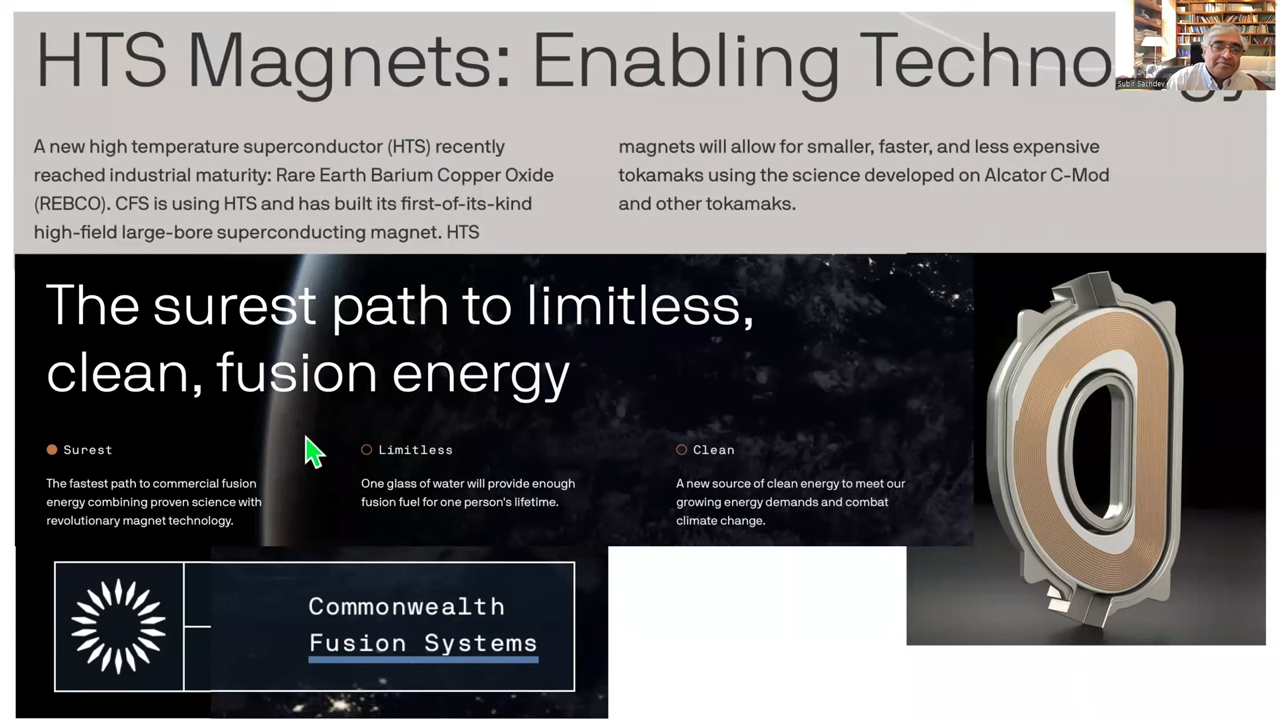 HTS Magnets: Enabling Techno
Subir Sachdev
A new high temperature superconductor (HTS) recently
reached industrial maturity: Rare Earth Barium Copper Oxide
(REBCO). CFS is using HTS and has built its first-of-its-kind
high-field large-bore superconducting magnet. HTS
magnets will allow for smaller, faster, and less expensive
tokamaks using the science developed on Alcator C-Mod
and other tokamaks.
The surest path to limitless,
clean, fusion energy
Surest
The fastest path to commercial fusion
energy combining proven science with
revolutionary magnet technology.
Limitless
One glass of water will provide enough
fusion fuel for one person's lifetime.
Clean
A new source of clean energy to meet our
growing energy demands and combat
climate change.
Commonwealth
Fusion Systems